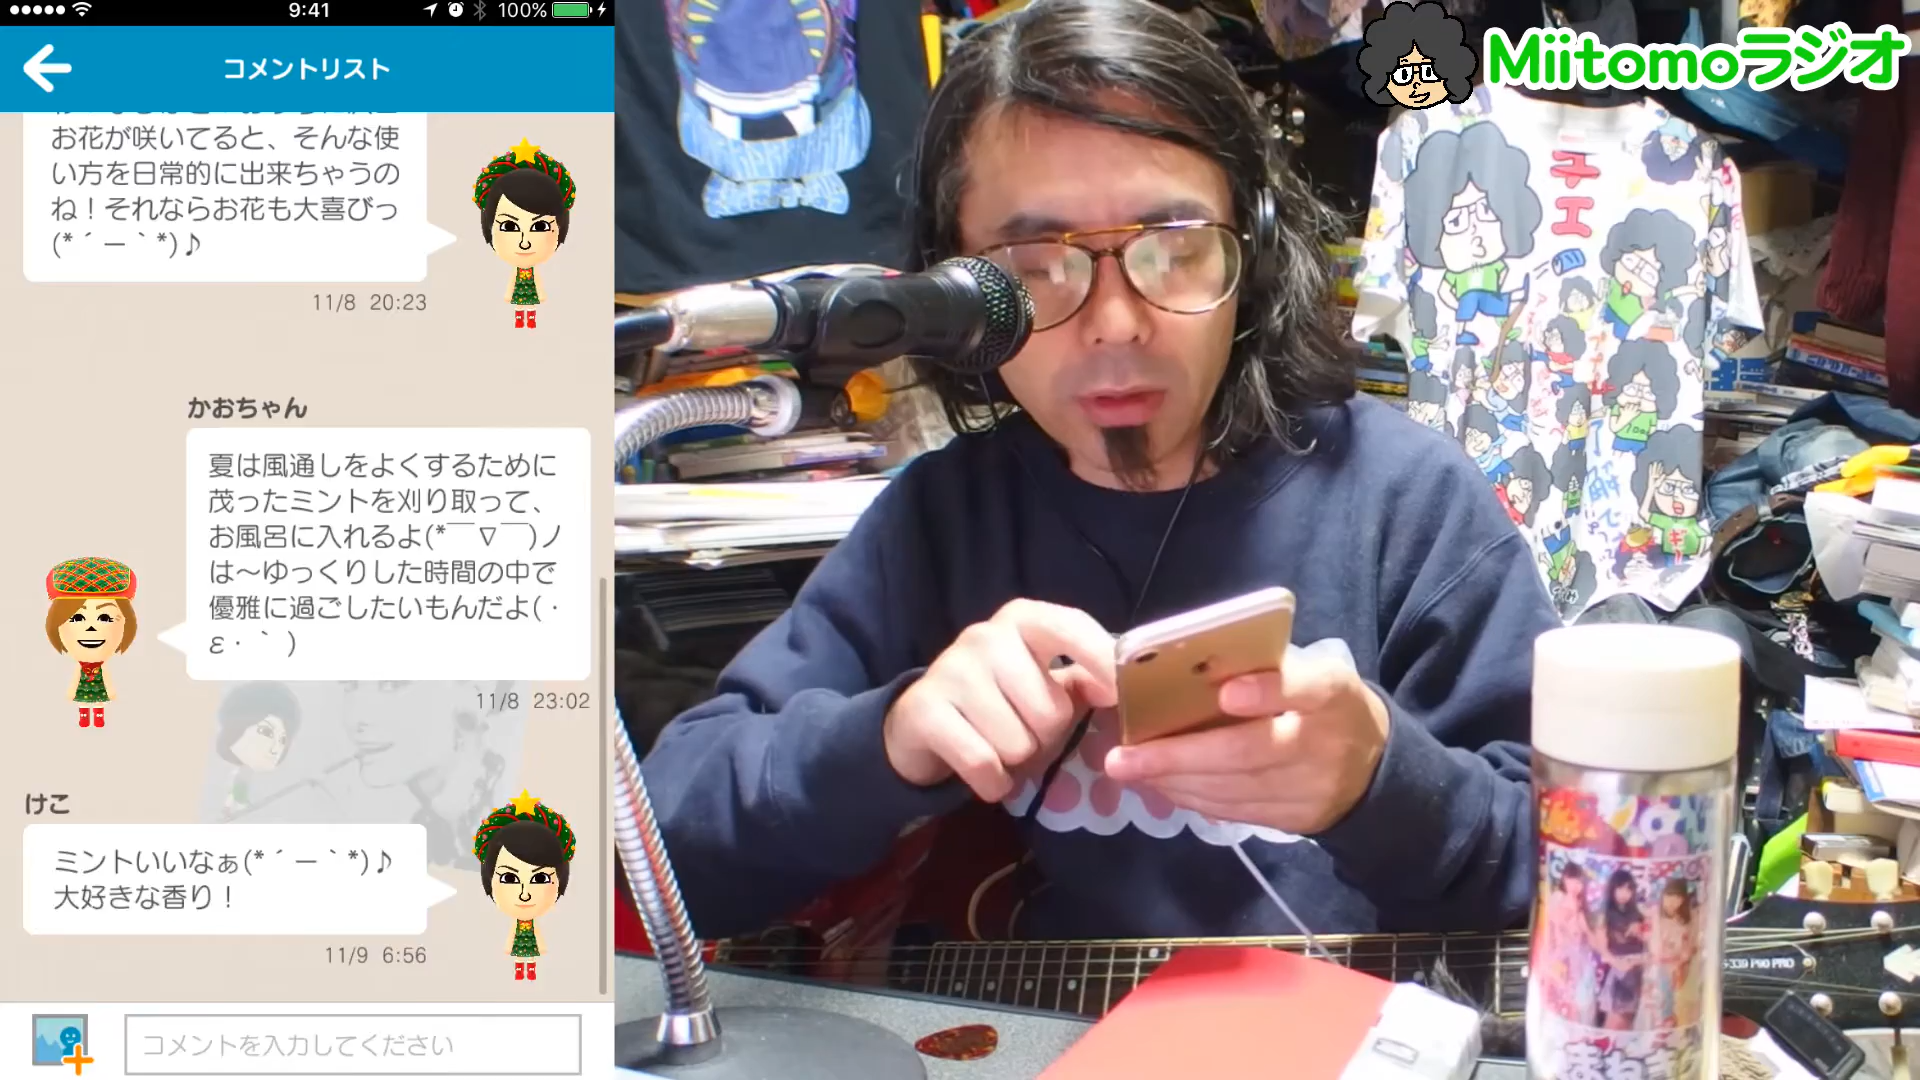 9:41
100%
コメントリスト
お花が咲いてると、そんな使
い方を日常的に出来ちゃうの
ね！それならお花も大喜びっ
(*´ー｀*)♪
11/8 20:23
かおちゃん
夏は風通しをよくするために
茂ったミントを刈り取って、
お風呂に入れるよ(*￣∇￣)ノ
は〜ゆっくりした時間の中で
優雅に過ごしたいもんだよ(・
ε・｀)
11/8 23:02
けこ
ミントいいなぁ(*´ー｀*)♪
大好きな香り！
11/9 6:56
コメントを入力してください
Miitomoラジオ
チエ
339 P90 PRO